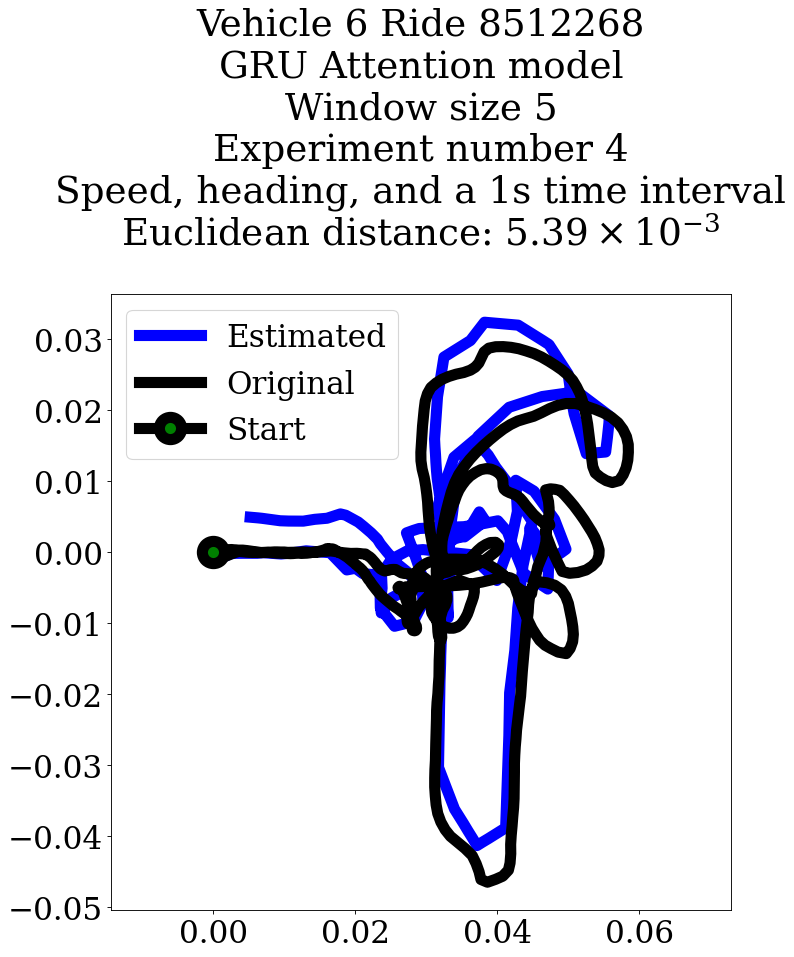 Vehicle 6 Ride 8512268
GRU Attention model
Window size 5
Experiment number 4
Speed, heading, and a 1s time interval
Euclidean distance: 5.39 × 10⁻³
Estimated
Original
Start
0.03
0.02
0.01
0.00
−0.01
−0.02
−0.03
−0.04
−0.05
0.00 0.02 0.04 0.06